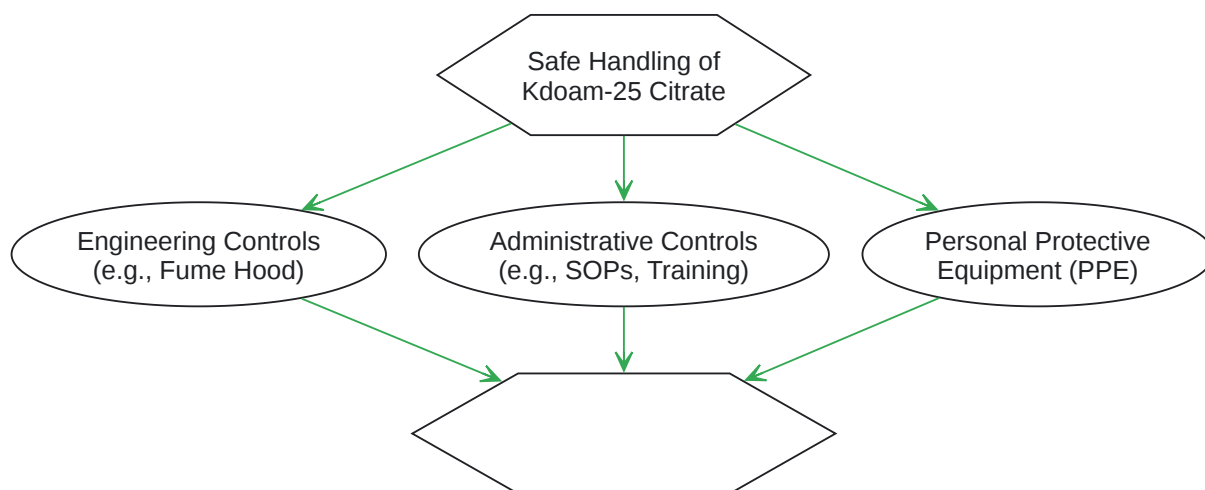 Safe Handling of
Kdoam-25 Citrate
Engineering Controls
(e.g., Fume Hood)
Administrative Controls
(e.g., SOPs, Training)
Personal Protective
Equipment (PPE)